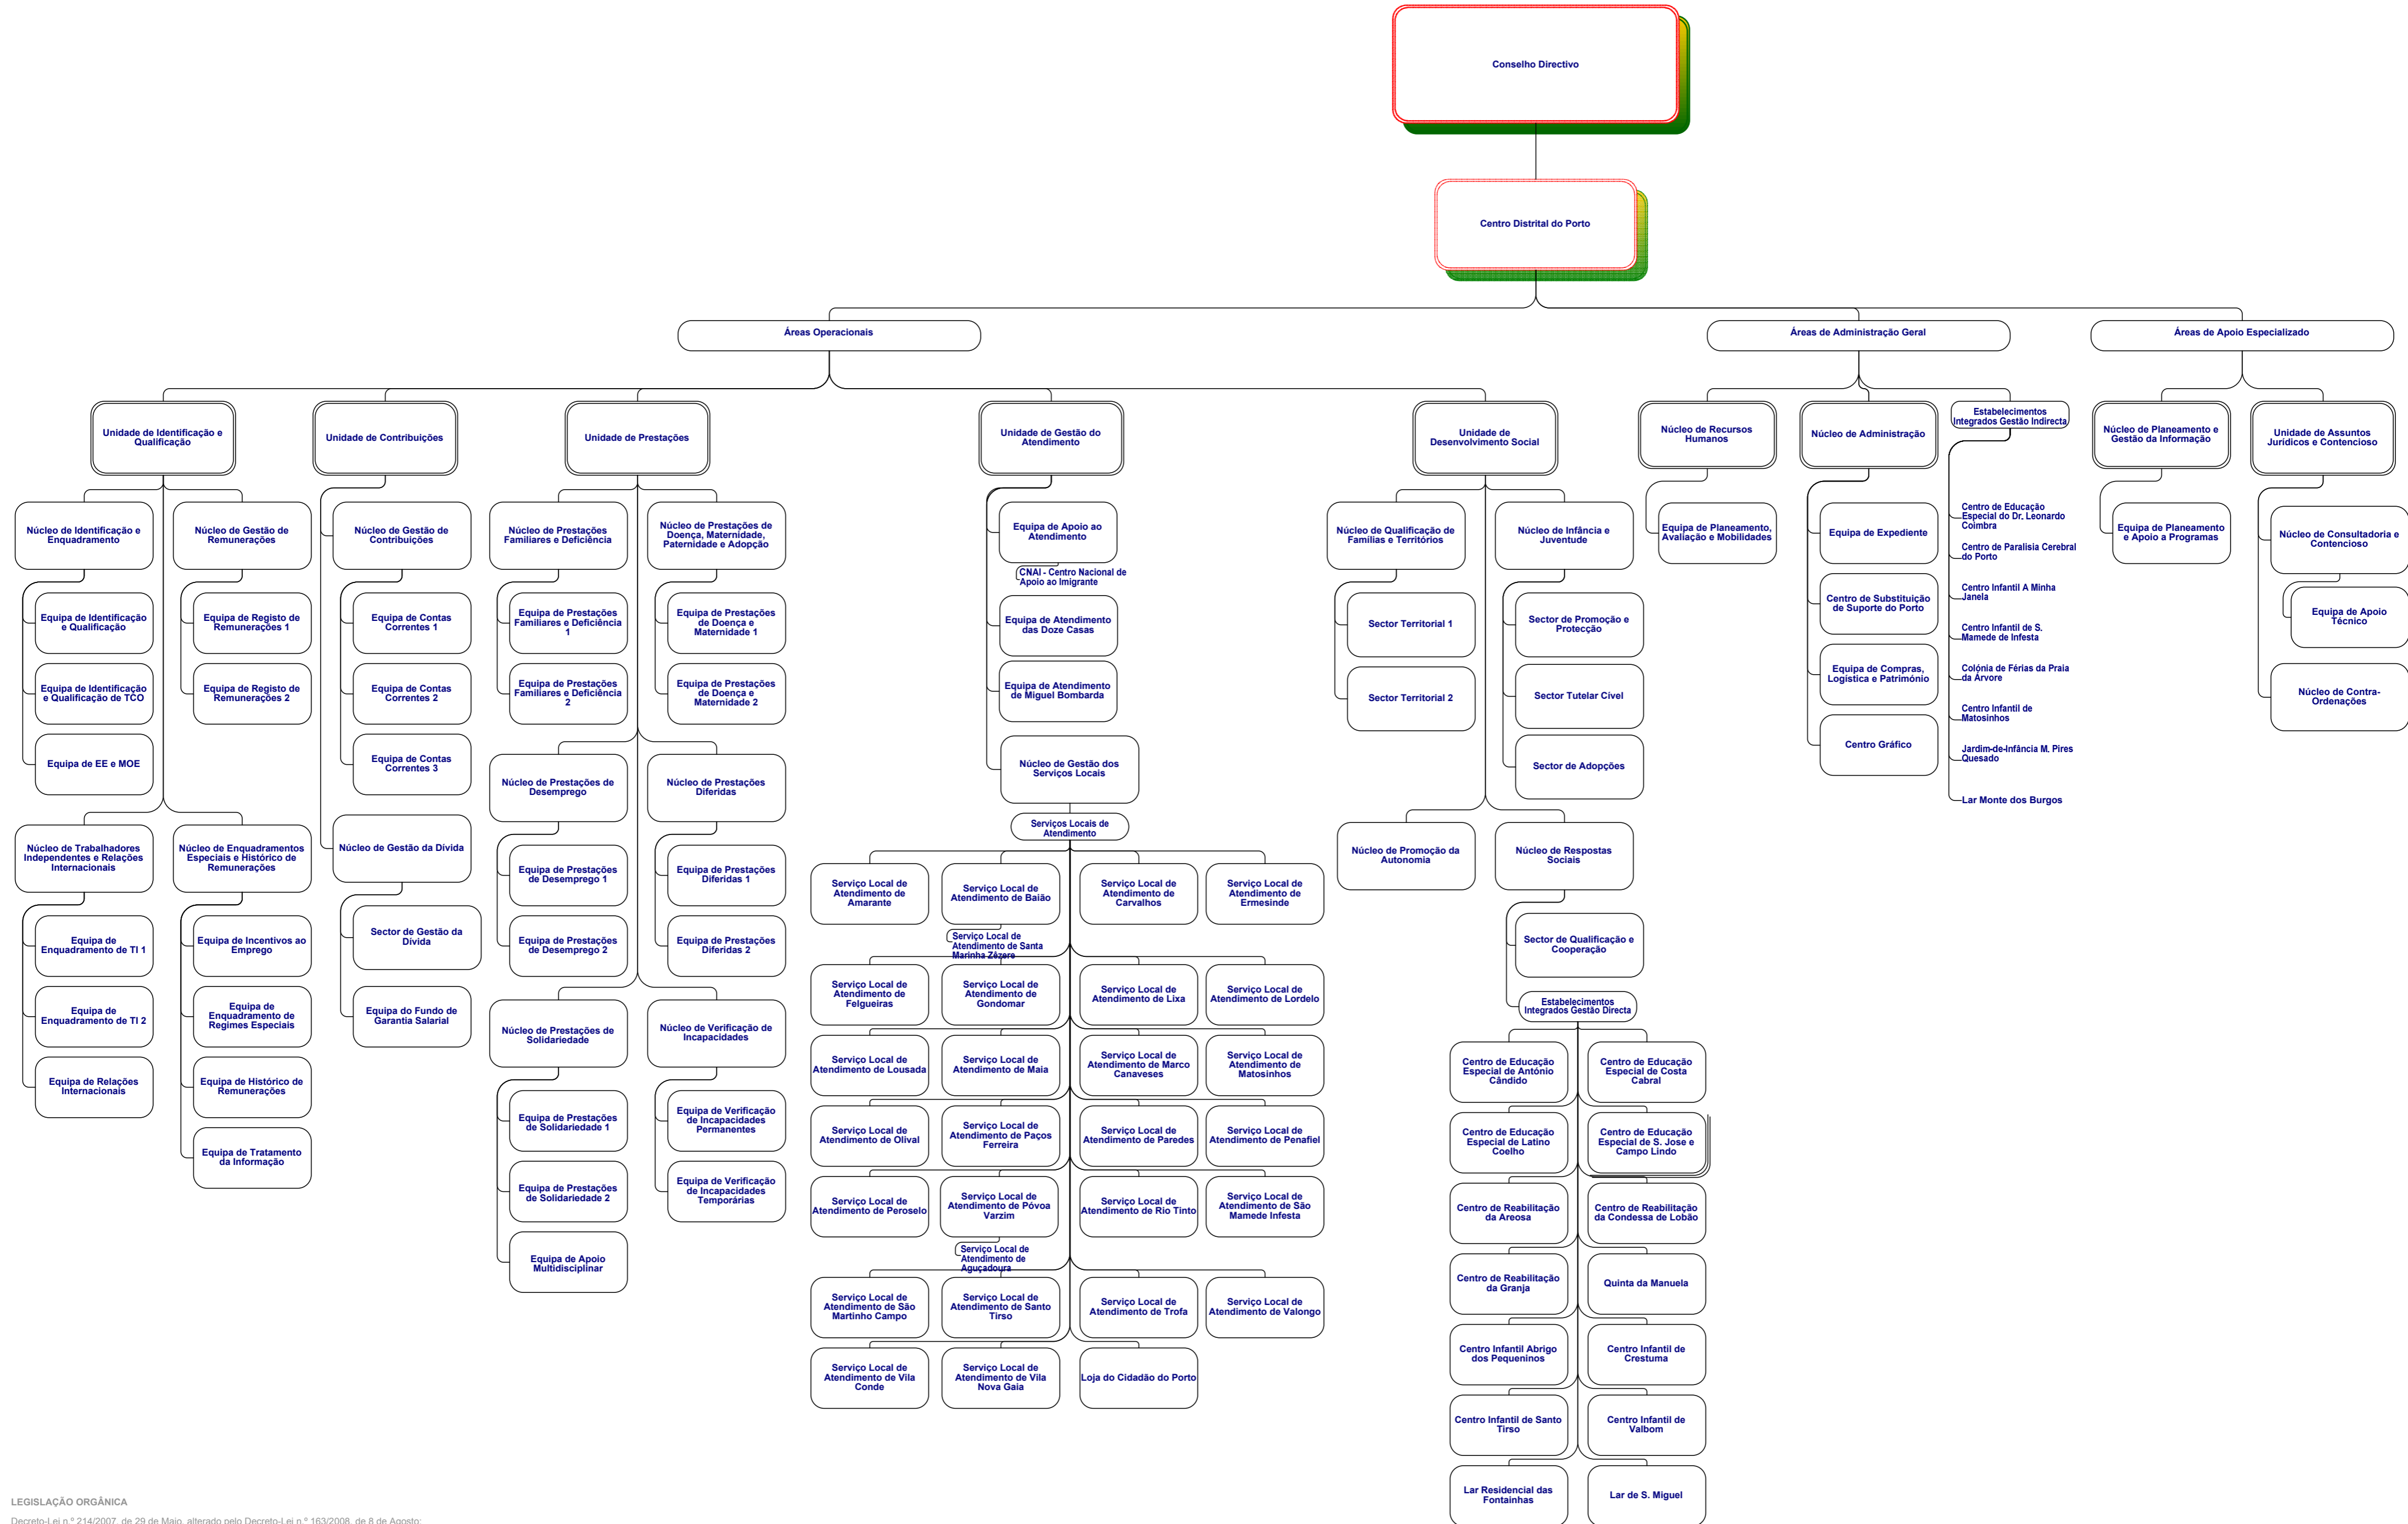 Conselho Directivo
Centro Distrital do Porto
Áreas Operacionais
Áreas de Administração Geral
Áreas de Apoio Especializado
Unidade de Identificação e
Qualificação
Unidade de Contribuições
Unidade de Prestações
Unidade de Gestão do
Atendimento
Unidade de
Desenvolvimento Social
Núcleo de Recursos
Humanos
Núcleo de Administração
Estabelecimentos
Integrados Gestão Indirecta
Núcleo de Planeamento e
Gestão da Informação
Unidade de Assuntos
Jurídicos e Contencioso
Núcleo de Identificação e
Enquadramento
Equipa de Identificação
e Qualificação
Equipa de Identificação
e Qualificação de TCO
Equipa de EE e MOE
Núcleo de Gestão de
Remunerações
Equipa de Registo de
Remunerações 1
Equipa de Registo de
Remunerações 2
Núcleo de Trabalhadores
Independentes e Relações
Internacionais
Equipa de
Enquadramento de TI 1
Equipa de
Enquadramento de TI 2
Equipa de Relações
Internacionais
Núcleo de Enquadramentos
Especiais e Histórico de
Remunerações
Equipa de Incentivos ao
Emprego
Equipa de
Enquadramento de
Regimes Especiais
Equipa de Histórico de
Remunerações
Equipa de Tratamento
da Informação
Núcleo de Gestão de
Contribuições
Equipa de Contas
Correntes 1
Equipa de Contas
Correntes 2
Equipa de Contas
Correntes 3
Núcleo de Gestão da Dívida
Sector de Gestão da
Dívida
Equipa do Fundo de
Garantia Salarial
Núcleo de Prestações
Familiares e Deficiência
Equipa de Prestações
Familiares e Deficiência
1
Equipa de Prestações
Familiares e Deficiência
2
Núcleo de Prestações de
Doença, Maternidade,
Paternidade e Adopção
Equipa de Prestações
de Doença e
Maternidade 1
Equipa de Prestações
de Doença e
Maternidade 2
Núcleo de Prestações de
Desemprego
Equipa de Prestações
de Desemprego 1
Equipa de Prestações
de Desemprego 2
Núcleo de Prestações
Diferidas
Equipa de Prestações
Diferidas 1
Equipa de Prestações
Diferidas 2
Núcleo de Prestações de
Solidariedade
Equipa de Prestações
de Solidariedade 1
Equipa de Prestações
de Solidariedade 2
Equipa de Apoio
Multidisciplinar
Núcleo de Verificação de
Incapacidades
Equipa de Verificação
de Incapacidades
Permanentes
Equipa de Verificação
de Incapacidades
Temporárias
Equipa de Apoio ao
Atendimento
CNAI - Centro Nacional de
Apoio ao Imigrante
Equipa de Atendimento
das Doze Casas
Equipa de Atendimento
de Miguel Bombarda
Núcleo de Gestão dos
Serviços Locais
Serviços Locais de
Atendimento
Serviço Local de
Atendimento de
Amarante
Serviço Local de
Atendimento de Baião
Serviço Local de
Atendimento de Santa
Marinha Zêzere
Serviço Local de
Atendimento de
Carvalhos
Serviço Local de
Atendimento de
Ermesinde
Serviço Local de
Atendimento de
Felgueiras
Serviço Local de
Atendimento de
Gondomar
Serviço Local de
Atendimento de Lixa
Serviço Local de
Atendimento de Lordelo
Serviço Local de
Atendimento de Lousada
Serviço Local de
Atendimento de Maia
Serviço Local de
Atendimento de Marco
Canaveses
Serviço Local de
Atendimento de
Matosinhos
Serviço Local de
Atendimento de Olival
Serviço Local de
Atendimento de Paços
Ferreira
Serviço Local de
Atendimento de Paredes
Serviço Local de
Atendimento de Penafiel
Serviço Local de
Atendimento de Peroselo
Serviço Local de
Atendimento de Póvoa
Varzim
Serviço Local de
Atendimento de
Aguçadoura
Serviço Local de
Atendimento de Rio Tinto
Serviço Local de
Atendimento de São
Mamede Infesta
Serviço Local de
Atendimento de São
Martinho Campo
Serviço Local de
Atendimento de Santo
Tirso
Serviço Local de
Atendimento de Trofa
Serviço Local de
Atendimento de Valongo
Serviço Local de
Atendimento de Vila
Conde
Serviço Local de
Atendimento de Vila
Nova Gaia
Loja do Cidadão do Porto
Núcleo de Qualificação de
Famílias e Territórios
Sector Territorial 1
Sector Territorial 2
Núcleo de Infância e
Juventude
Sector de Promoção e
Protecção
Sector Tutelar Cível
Sector de Adopções
Núcleo de Promoção da
Autonomia
Núcleo de Respostas
Sociais
Sector de Qualificação e
Cooperação
Estabelecimentos
Integrados Gestão Directa
Centro de Educação
Especial de António
Cândido
Centro de Educação
Especial de Costa
Cabral
Centro de Educação
Especial de Latino
Coelho
Centro de Educação
Especial de S. Jose e
Campo Lindo
Centro de Reabilitação
da Areosa
Centro de Reabilitação
da Condessa de Lobão
Centro de Reabilitação
da Granja
Quinta da Manuela
Centro Infantil Abrigo
dos Pequeninos
Centro Infantil de
Crestuma
Centro Infantil de Santo
Tirso
Centro Infantil de
Valbom
Lar Residencial das
Fontainhas
Lar de S. Miguel
Equipa de Planeamento,
Avaliação e Mobilidades
Equipa de Expediente
Centro de Substituição
de Suporte do Porto
Equipa de Compras,
Logística e Património
Centro Gráfico
Centro de Educação
Especial do Dr. Leonardo
Coimbra
Centro de Paralisia Cerebral
do Porto
Centro Infantil A Minha
Janela
Centro Infantil de S.
Mamede de Infesta
Colónia de Férias da Praia
da Árvore
Centro Infantil de
Matosinhos
Jardim-de-Infância M. Pires
Quesado
Lar Monte dos Burgos
Equipa de Planeamento
e Apoio a Programas
Núcleo de Consultadoria e
Contencioso
Equipa de Apoio
Técnico
Núcleo de Contra-
Ordenações
LEGISLAÇÃO ORGÂNICA
Decreto-Lei n.º 214/2007, de 29 de Maio, alterado pelo Decreto-Lei n.º 163/2008, de 8 de Agosto;